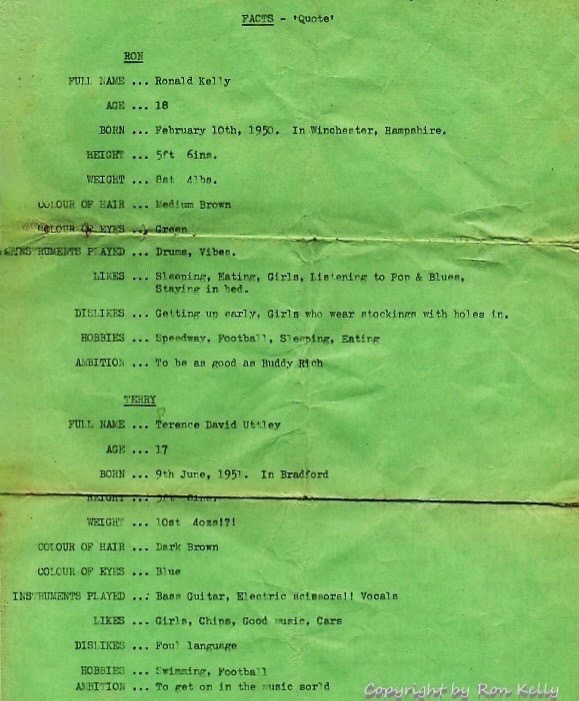 FACTS - 'Quote'
RON
FULL NAME ... Ronald Kelly
AGE ... 18
BORN ... February 10th, 1950. In Winchester, Hampshire.
HEIGHT ... 5ft 6ins.
WEIGHT ... 8st 4lbs.
COLOUR OF HAIR ... Medium Brown
COLOUR OF EYES ... Green
INSTRUMENTS PLAYED ... Drums, Vibes.
LIKES ... Sleeping, Eating, Girls, Listening to Pop & Blues,
Staying in bed.
DISLIKES ... Getting up early, Girls who wear stockings with holes in.
HOBBIES ... Speedway, Football, Sleeping, Eating
AMBITION ... To be as good as Buddy Rich
TERRY
FULL NAME ... Terence David Uttley
AGE ... 17
BORN ... 9th June, 1951. In Bradford
HEIGHT ... 5ft 8ins.
WEIGHT ... 10st 4ozs!?!
COLOUR OF HAIR ... Dark Brown
COLOUR OF EYES ... Blue
INSTRUMENTS PLAYED ... Bass Guitar, Electric scissors!! Vocals
LIKES ... Girls, Chips, Good music, Cars
DISLIKES ... Foul language
HOBBIES ... Swimming, Football
AMBITION ... To get on in the music sorld
Copyright by Ron Kelly